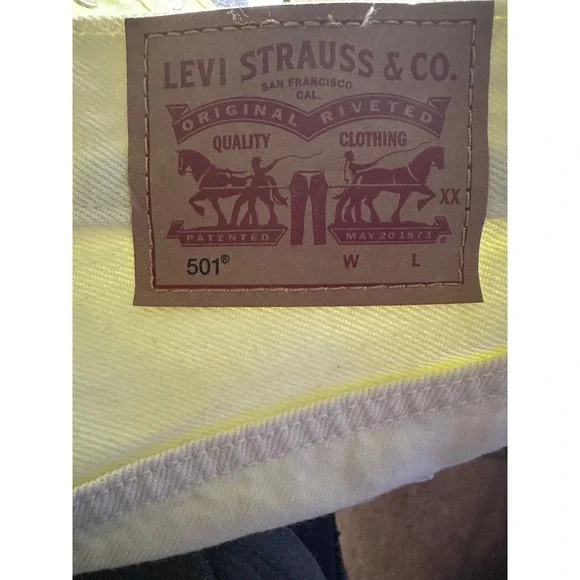 LEVI STRAUSS & CO.
SAN FRANCISCO
CAL.
ORIGINAL RIVETED
QUALITY CLOTHING
XX
PATENTED MAY 20 1873
501® W L